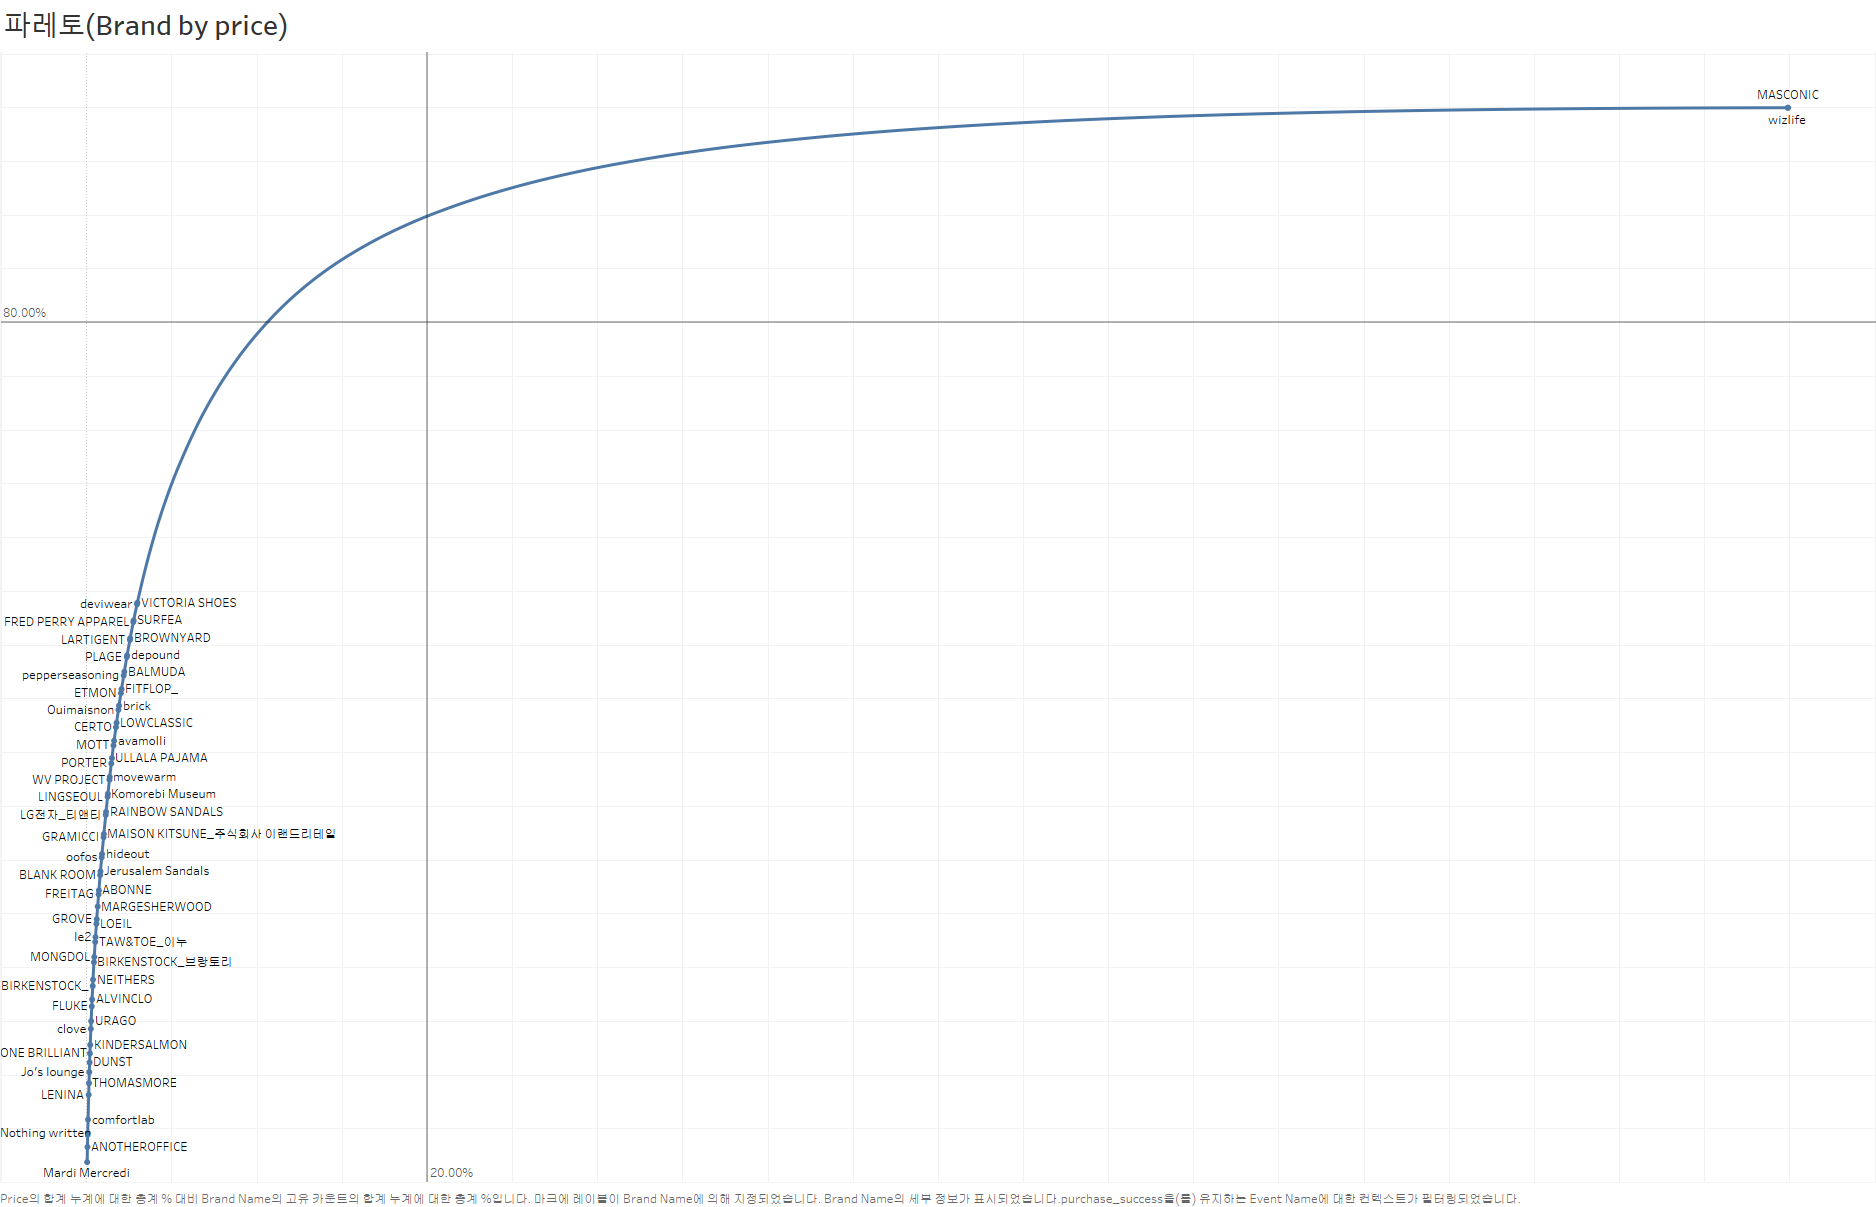 파레토(Brand by price)
MASCONIC
wizlife
80.00%
deviwear VICTORIA SHOES
FRED PERRY APPAREL SURFEA
LARTIGENT BROWNYARD
PLAGE depound
pepperseasoning BALMUDA
ETMON FITFLOP_
Ouimaisnon brick
CERTO LOWCLASSIC
MOTT avamolli
PORTER ULLALA PAJAMA
WV PROJECT movewarm
LINGSEOUL Komorebi Museum
LG전자_티앤티 RAINBOW SANDALS
GRAMICCI MAISON KITSUNE_주식회사 이랜드리테일
oofos hideout
BLANK ROOM Jerusalem Sandals
FREITAG ABONNE
MARGESHERWOOD
GROVE LOEIL
le2 TAW&TOE_이누
MONGDOL BIRKENSTOCK_브랑토리
BIRKENSTOCK_ NEITHERS
FLUKE ALVINCLO
clove URAGO
ONE BRILLIANT KINDERSALMON
DUNST
Jo's lounge THOMASMORE
LENINA
comfortlab
Nothing written
ANOTHEROFFICE
Mardi Mercredi
20.00%
Price의 합계 누계에 대한 총계 % 대비 Brand Name의 고유 카운트의 합계 누계에 대한 총계 %입니다. 마크에 레이블이 Brand Name에 의해 지정되었습니다. Brand Name의 세부 정보가 표시되었습니다.purchase_success을(를) 유지하는 Event Name에 대한 컨텍스트가 필터링되었습니다.